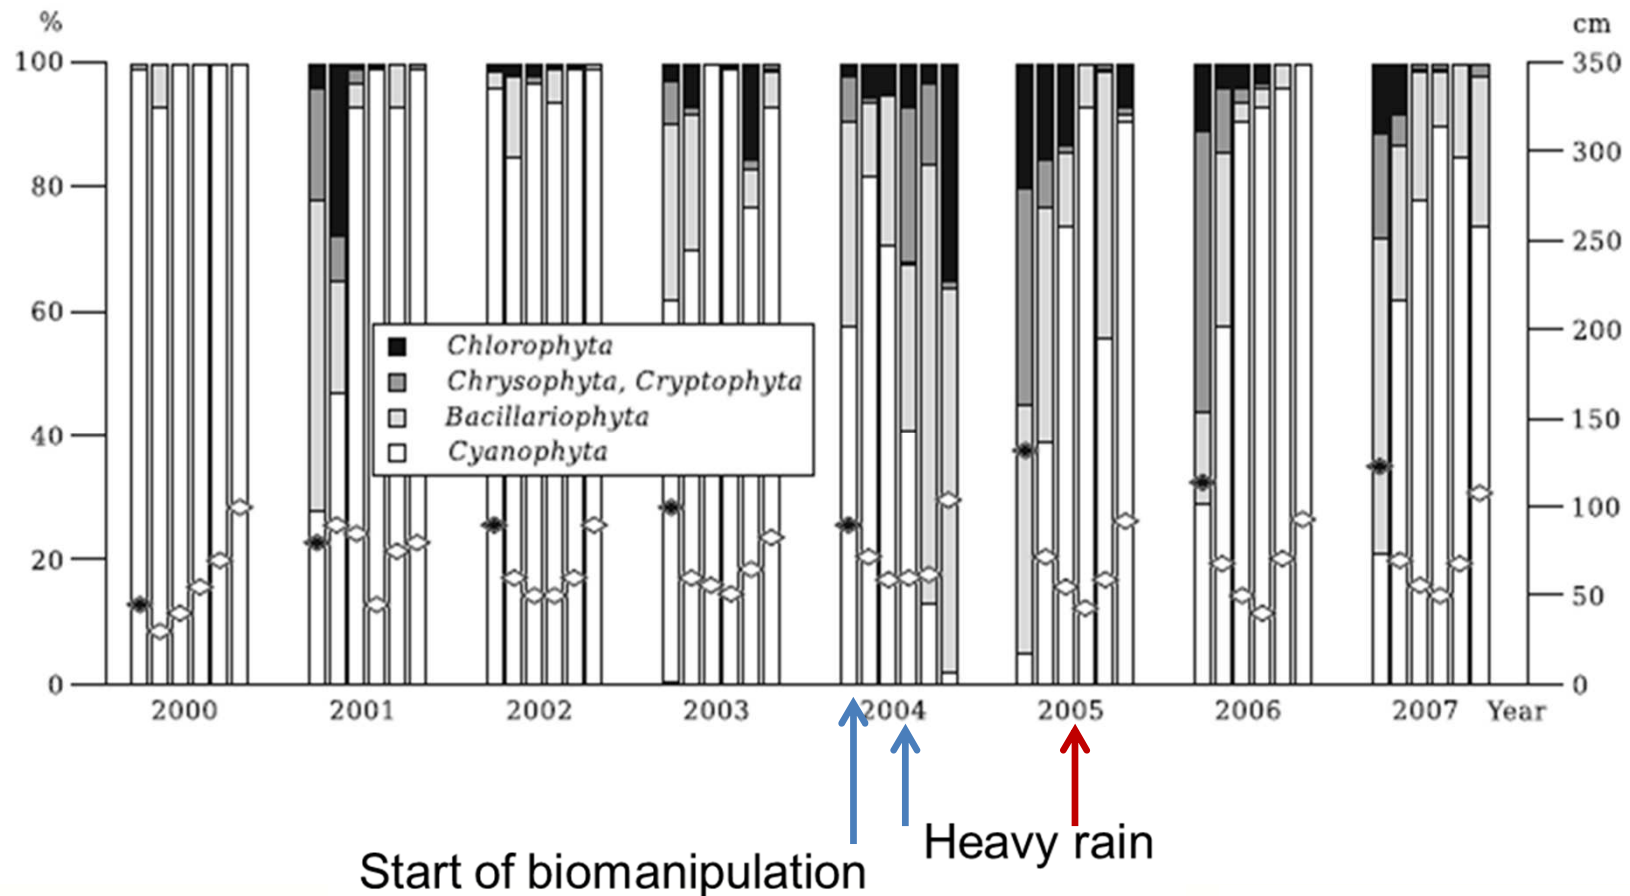 % cm
100 350
300
80
250
60 200
Chlorophyta
Chrysophyta, Cryptophyta
Bacillariophyta
Cyanophyta
40 150
100
20
50
0 0
2000 2001 2002 2003 2004 2005 2006 2007 Year
Heavy rain
Start of biomanipulation